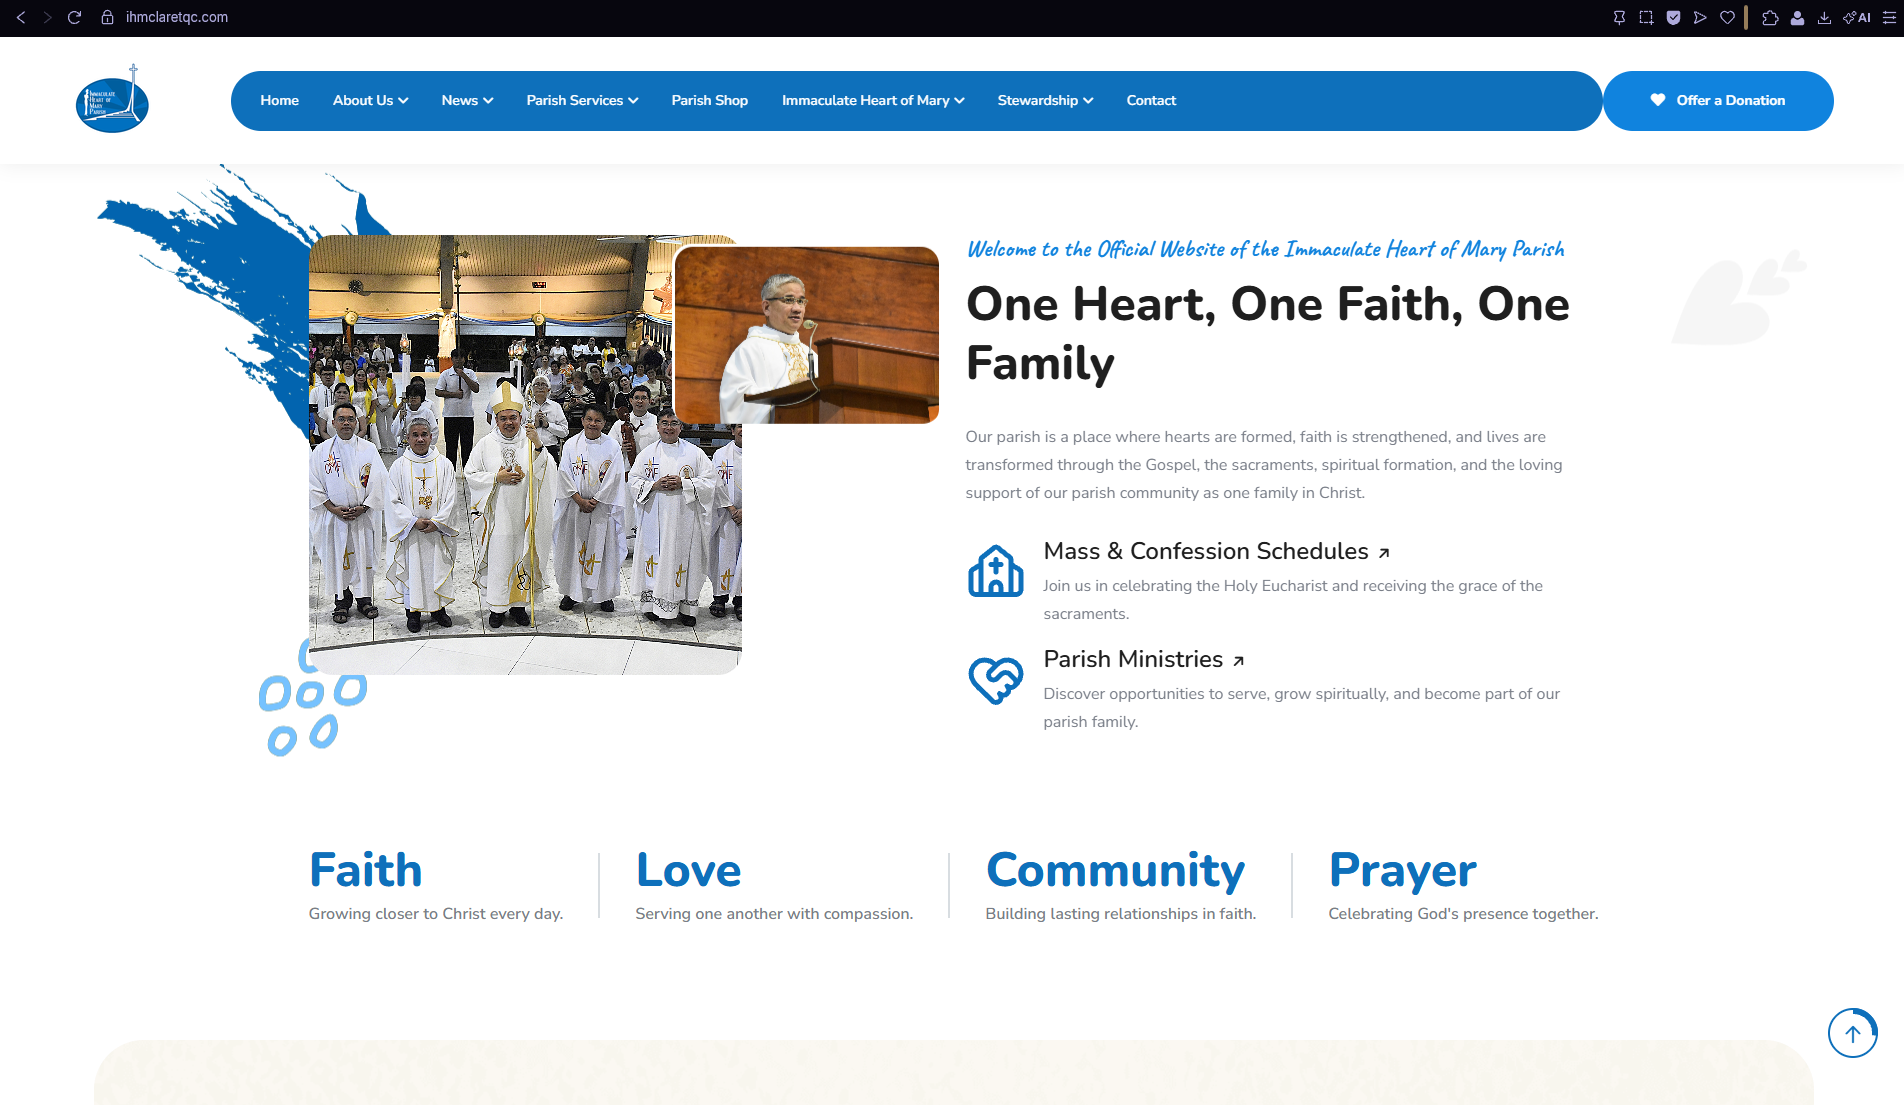 ihmclaretqc.com
AI
Immaculate
Heart of
Mary
Parish
Home
About Us
News
Parish Services
Parish Shop
Immaculate Heart of Mary
Stewardship
Contact
Offer a Donation
Welcome to the Official Website of the Immaculate Heart of Mary Parish
One Heart, One Faith, One
Family
Our parish is a place where hearts are formed, faith is strengthened, and lives are
transformed through the Gospel, the sacraments, spiritual formation, and the loving
support of our parish community as one family in Christ.
Mass & Confession Schedules
Join us in celebrating the Holy Eucharist and receiving the grace of the
sacraments.
Parish Ministries
Discover opportunities to serve, grow spiritually, and become part of our
parish family.
Faith
Growing closer to Christ every day.
Love
Serving one another with compassion.
Community
Building lasting relationships in faith.
Prayer
Celebrating God's presence together.